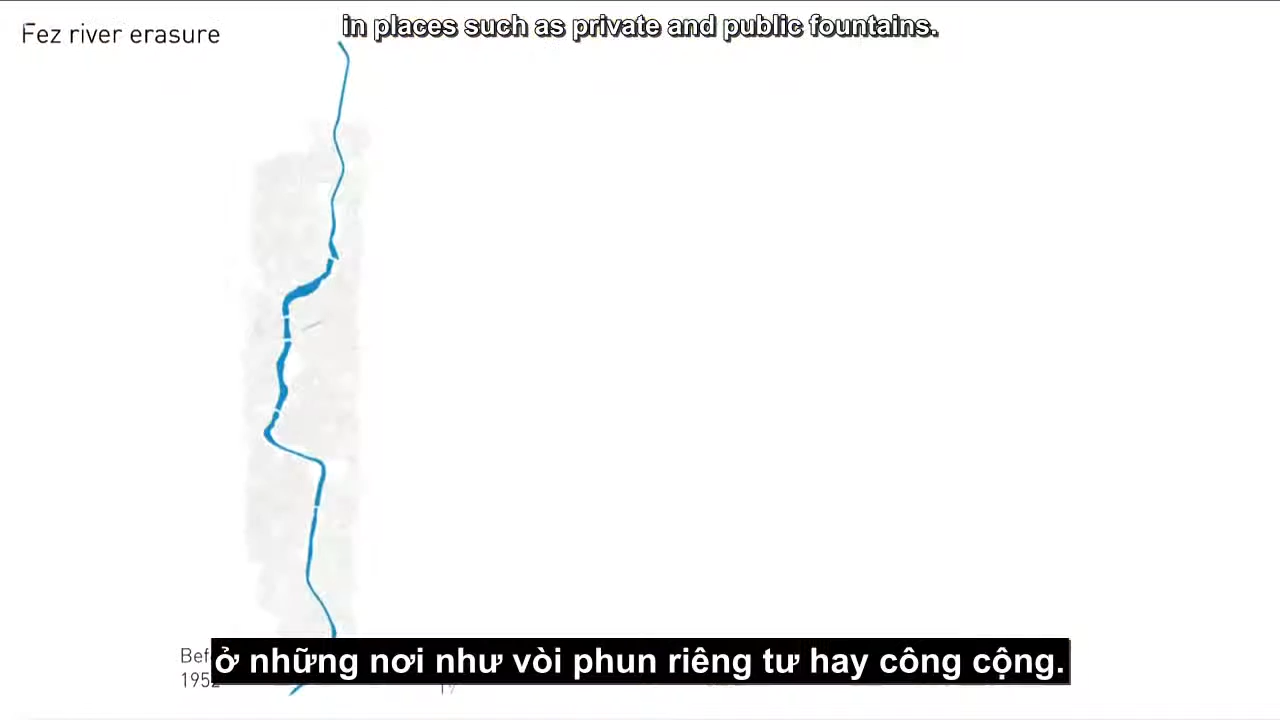 in places such as private and public fountains.
Fez river erasure
ở những nơi như vòi phun riêng tư hay công cộng.
1952